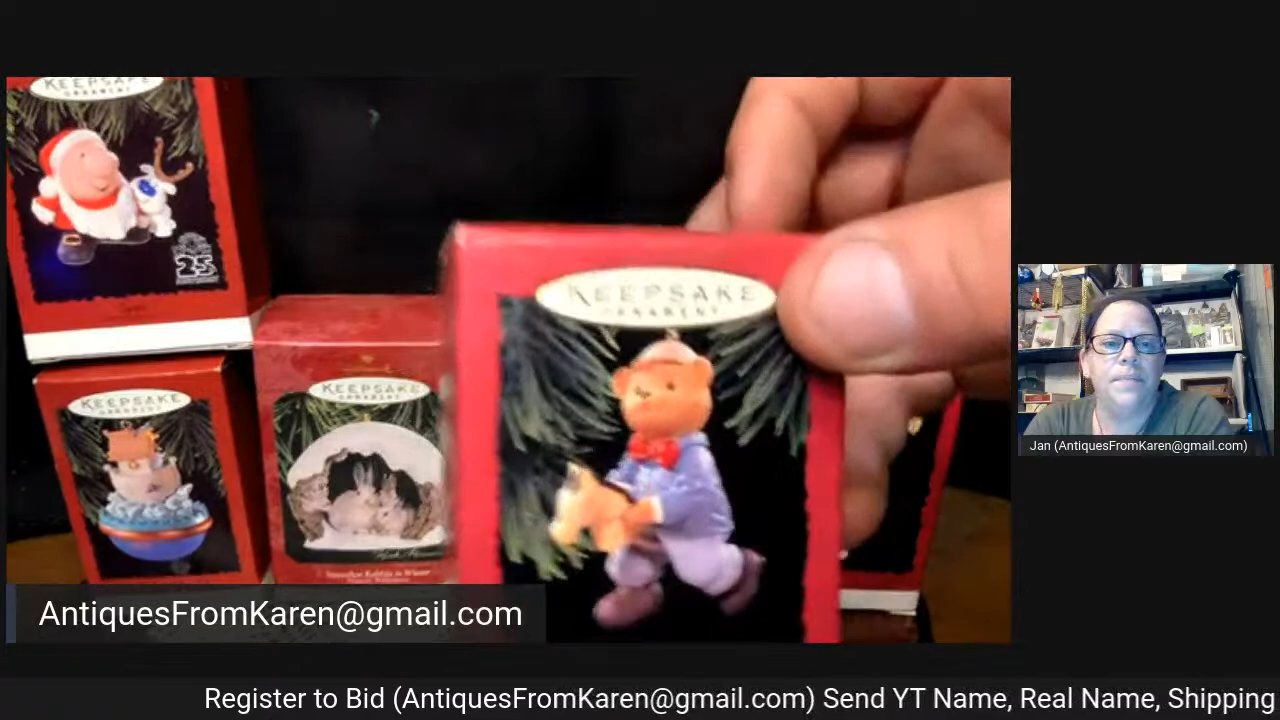 KEEPSAKE
ORNAMENT
25
KEEPSAKE
ORNAMENT
KEEPSAKE
ORNAMENT
KEEPSAKE
ORNAMENT
Jan (AntiquesFromKaren@gmail.com)
AntiquesFromKaren@gmail.com
Register to Bid (AntiquesFromKaren@gmail.com) Send YT Name, Real Name, Shipping